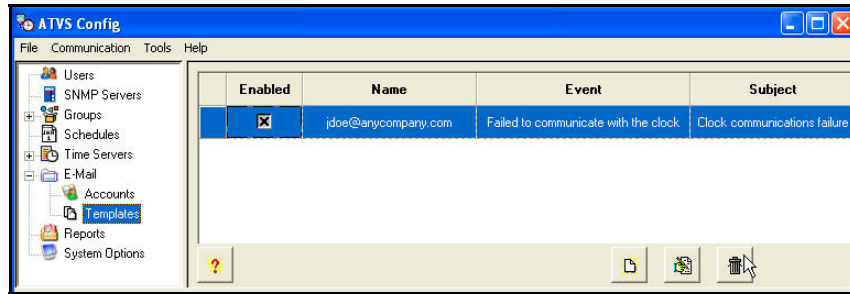 ATVS Config
File Communication Tools Help
Users
SNMP Servers
Groups
Schedules
Time Servers
E-Mail
Accounts
Templates
Reports
System Options
Enabled Name Event Subject
jdoe@anycompany.com Failed to communicate with the clock Clock communications failure
?